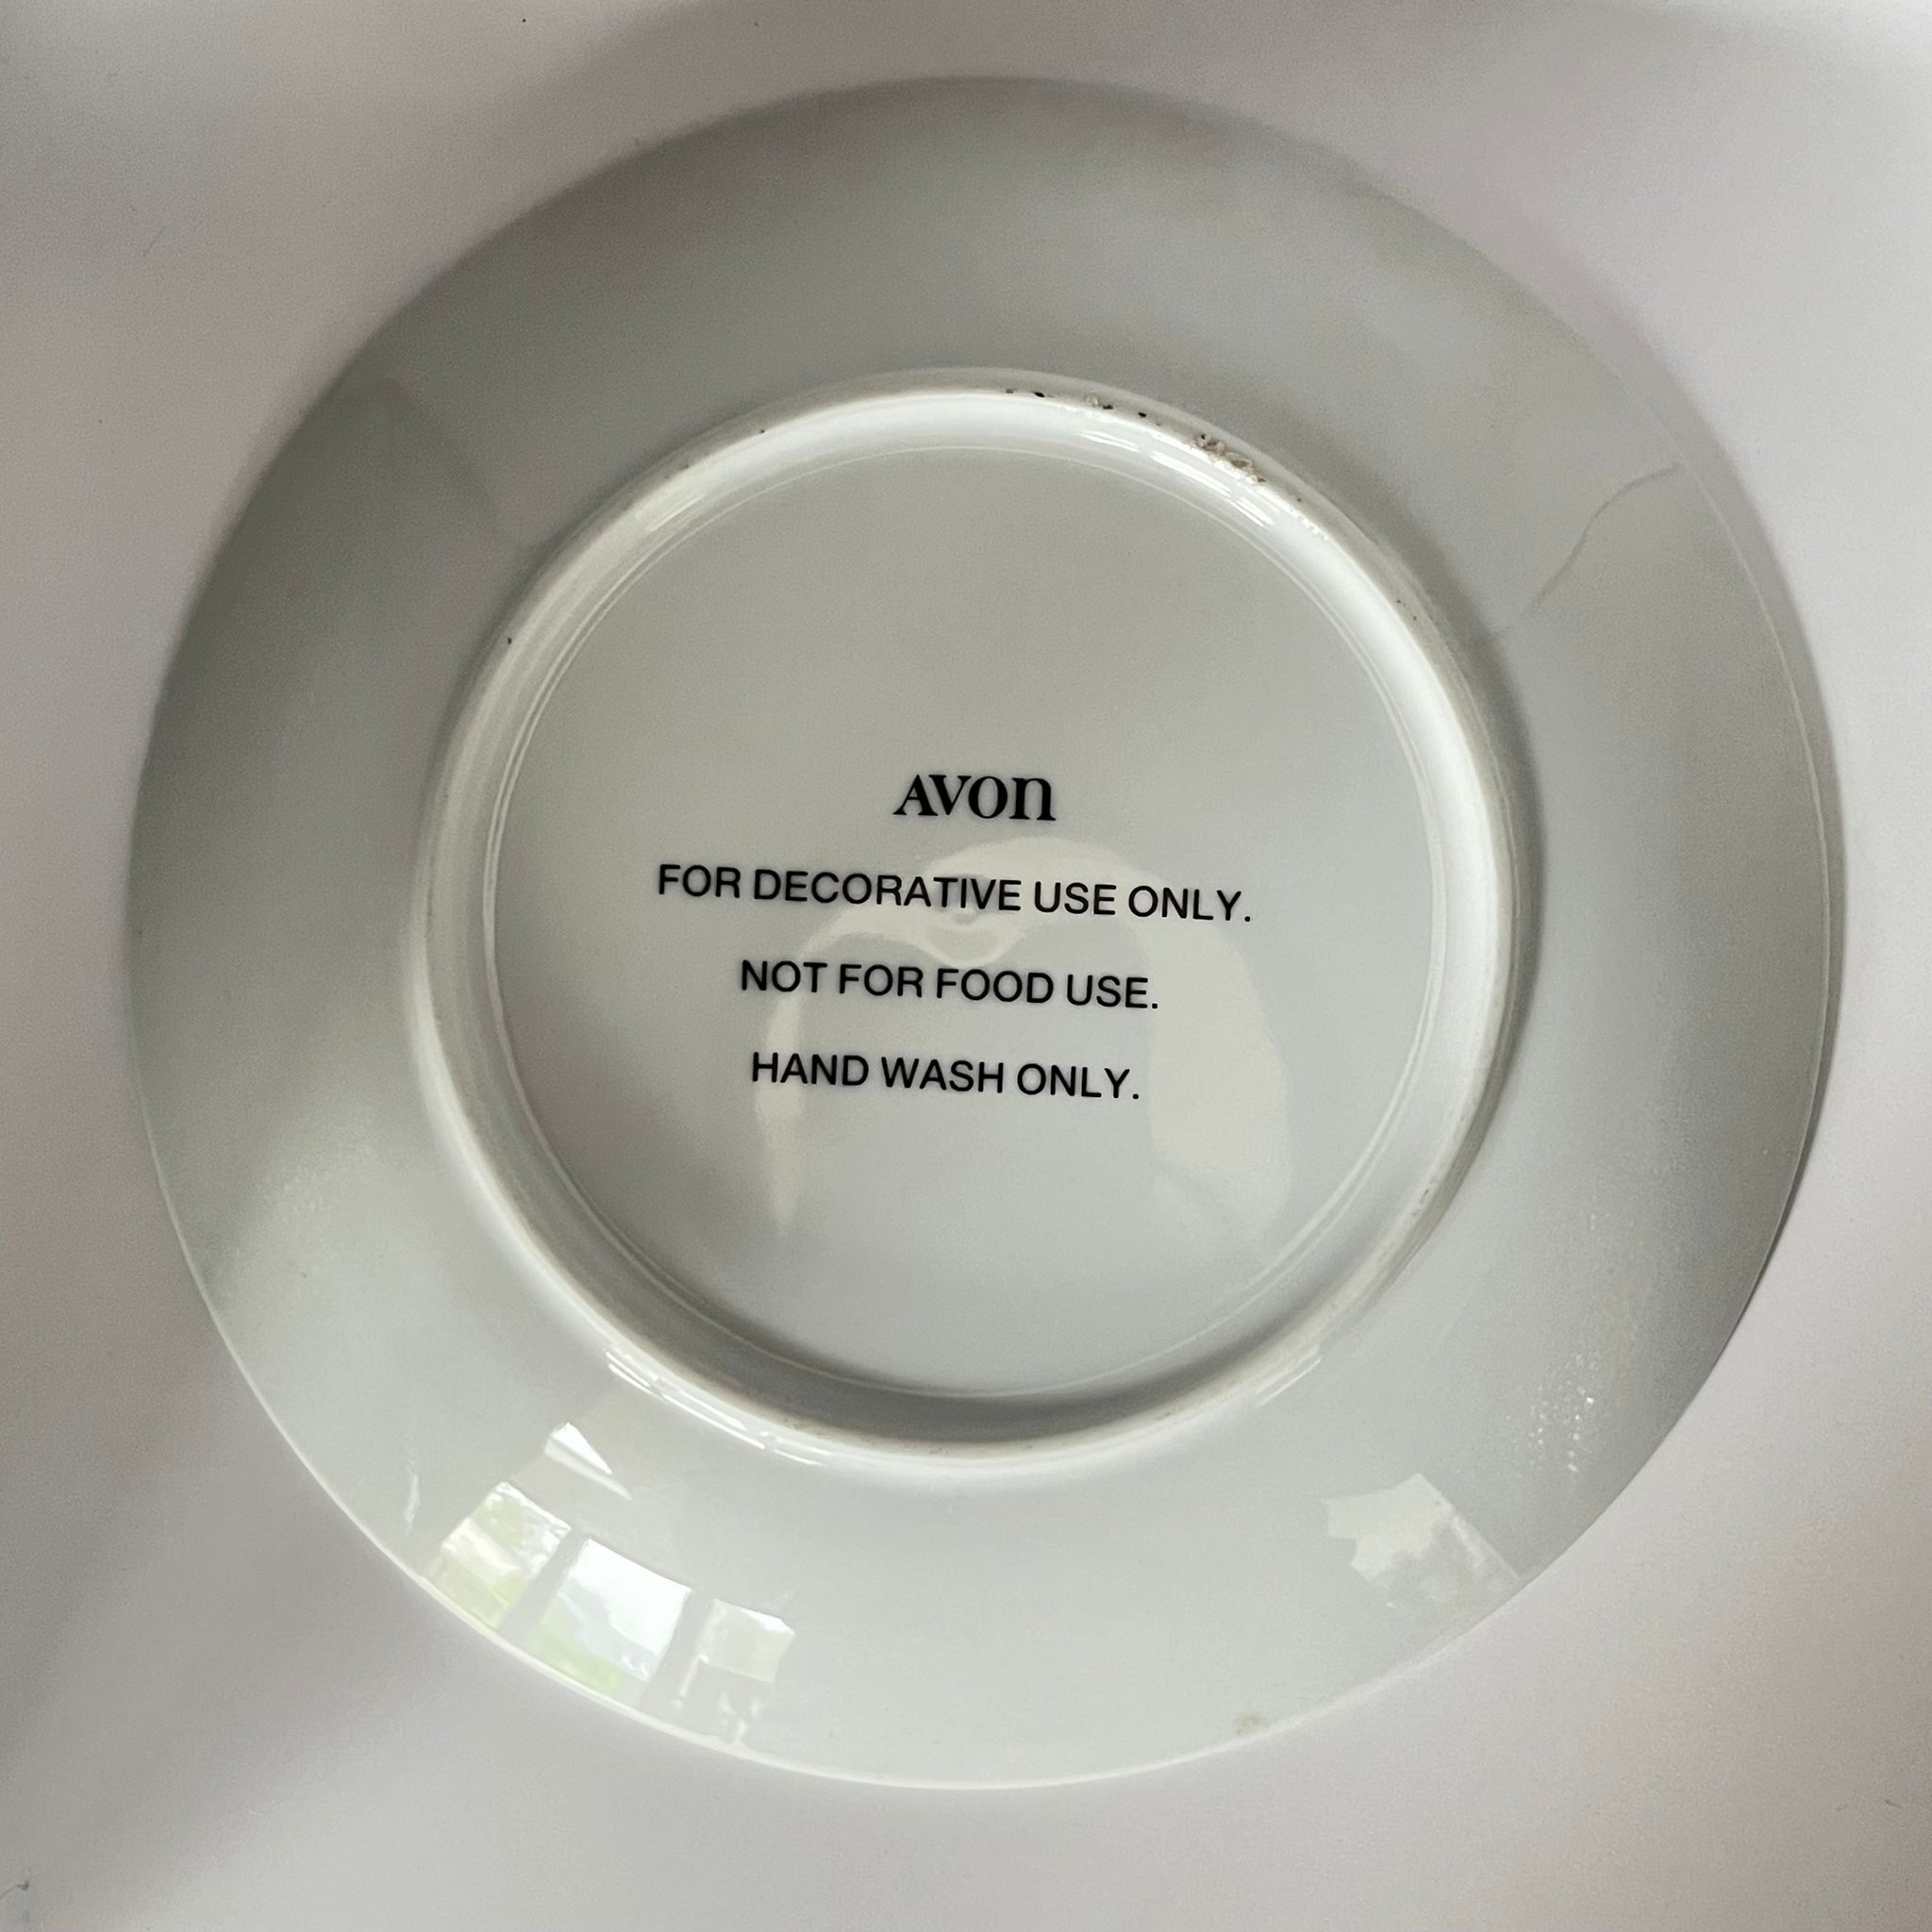 AVON
FOR DECORATIVE USE ONLY.
NOT FOR FOOD USE.
HAND WASH ONLY.